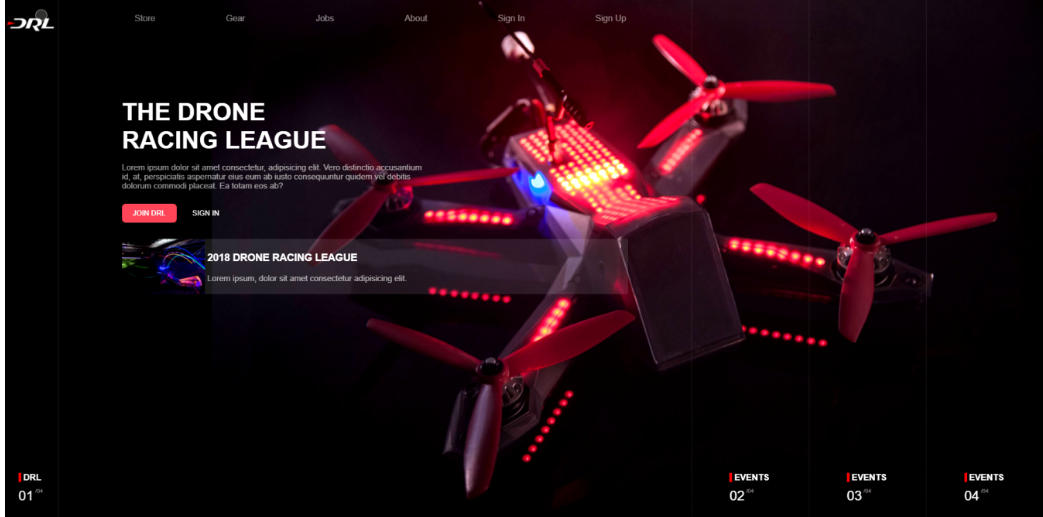 DRL
Store
Gear
Jobs
About
Sign In
Sign Up
THE DRONE
RACING LEAGUE
Lorem ipsum dolor sit amet consectetur, adipisicing elit. Vero distinctio accusantium
id, at, perspiciatis aspernatur eius eum ab iusto consequuntur quidem vel debitis
dolorum commodi placeat. Ea totam eos ab?
JOIN DRL
SIGN IN
2018 DRONE RACING LEAGUE
Lorem ipsum, dolor sit amet consectetur adipisicing elit.
DRL
01 /04
EVENTS
02 /04
EVENTS
03 /04
EVENTS
04 /04